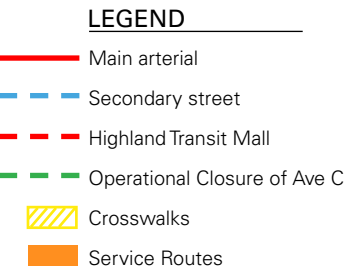 LEGEND
Main arterial
Secondary street
Highland Transit Mall
Operational Closure of Ave C
Crosswalks
Service Routes